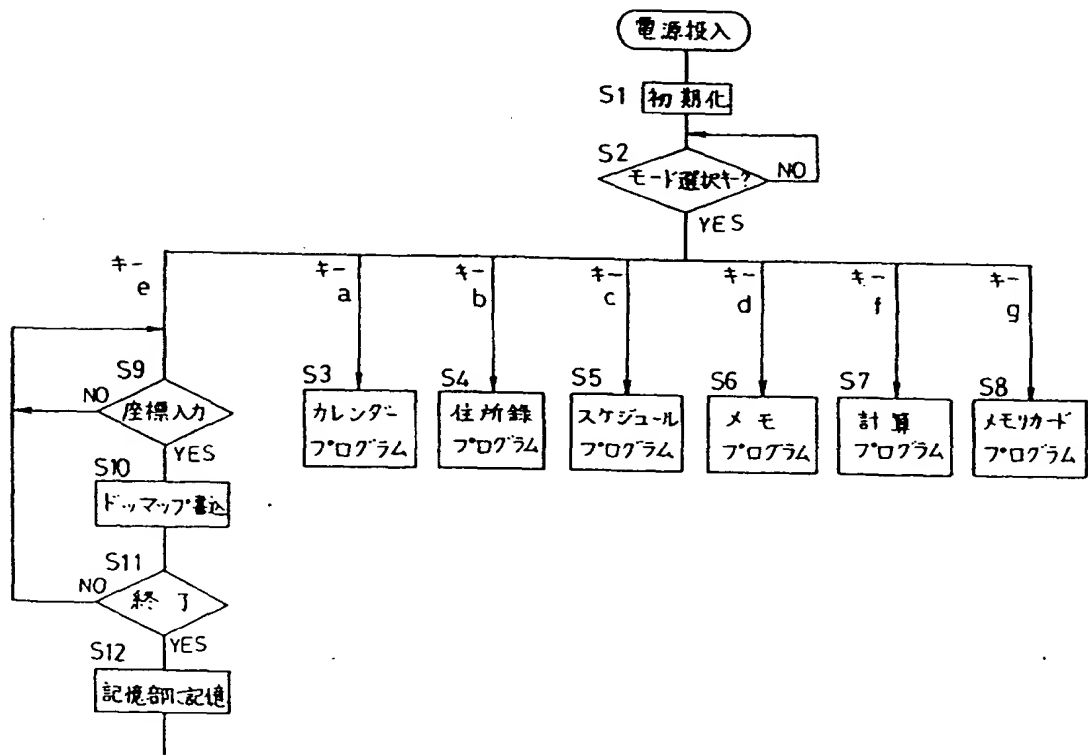 電源投入
S1 初期化
S2
モード選択キー?
NO
YES
キー
e
キー
a
キー
b
キー
c
キー
d
キー
f
キー
g
S3
カレンダー
プログラム
S4
住所録
プログラム
S5
スケジュール
プログラム
S6
メモ
プログラム
S7
計算
プログラム
S8
メモリカード
プログラム
S9
NO
座標入力
YES
S10
ドットマップ書込
S11
NO
終了
YES
S12
記憶部に記憶